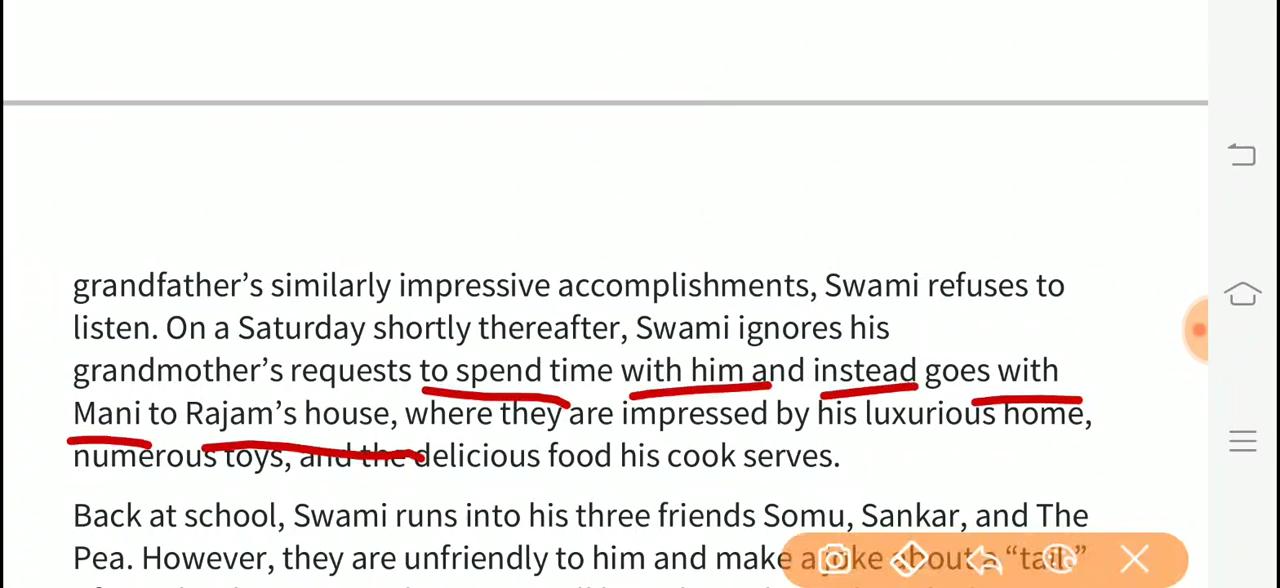 grandfather’s similarly impressive accomplishments, Swami refuses to
listen. On a Saturday shortly thereafter, Swami ignores his
grandmother’s requests to spend time with him and instead goes with
Mani to Rajam’s house, where they are impressed by his luxurious home,
numerous toys, and the delicious food his cook serves.
Back at school, Swami runs into his three friends Somu, Sankar, and The
Pea. However, they are unfriendly to him and make a joke about a “tail”